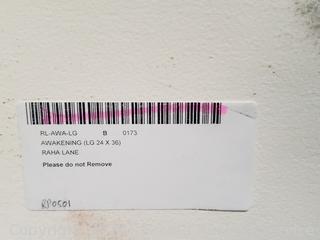 RL-AWA-LG B 0173
AWAKENING (LG 24 X 36)
RAHA LANE
Please do not Remove
RP0501